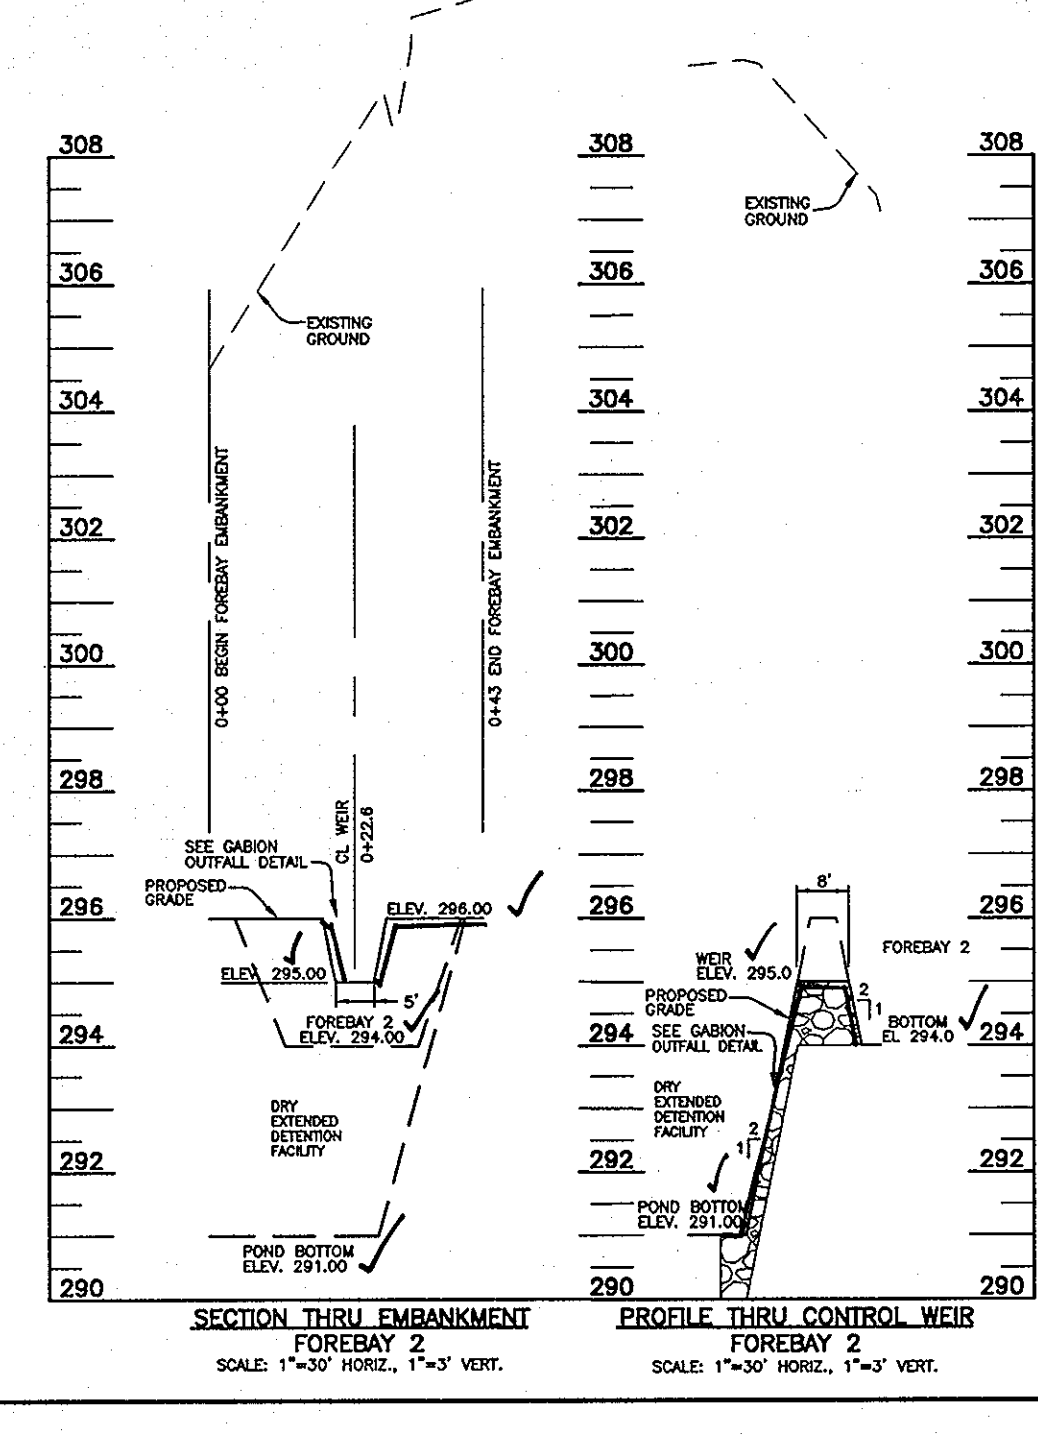 308
306
304
302
300
298
296
294
292
290
EXISTING
GROUND
0+00 BEGIN FOREBAY EMBANKMENT
0+43 END FOREBAY EMBANKMENT
CL WEIR
0+22.6
SEE GABION
OUTFALL DETAIL
PROPOSED
GRADE
ELEV. 296.00
ELEV. 295.00
5'
FOREBAY 2
ELEV. 294.00
DRY
EXTENDED
DETENTION
FACILITY
POND BOTTOM
ELEV. 291.00
SECTION THRU EMBANKMENT
FOREBAY 2
SCALE: 1"=30' HORIZ., 1"=3' VERT.
308
306
304
302
300
298
296
294
292
290
EXISTING
GROUND
8'
FOREBAY 2
WEIR
ELEV. 295.0
PROPOSED
GRADE
2
1
BOTTOM
EL 294.0
SEE GABION
OUTFALL DETAIL
DRY
EXTENDED
DETENTION
FACILITY
2
1
POND BOTTOM
ELEV. 291.00
308
306
304
302
300
298
296
294
292
290
PROFILE THRU CONTROL WEIR
FOREBAY 2
SCALE: 1"=30' HORIZ., 1"=3' VERT.